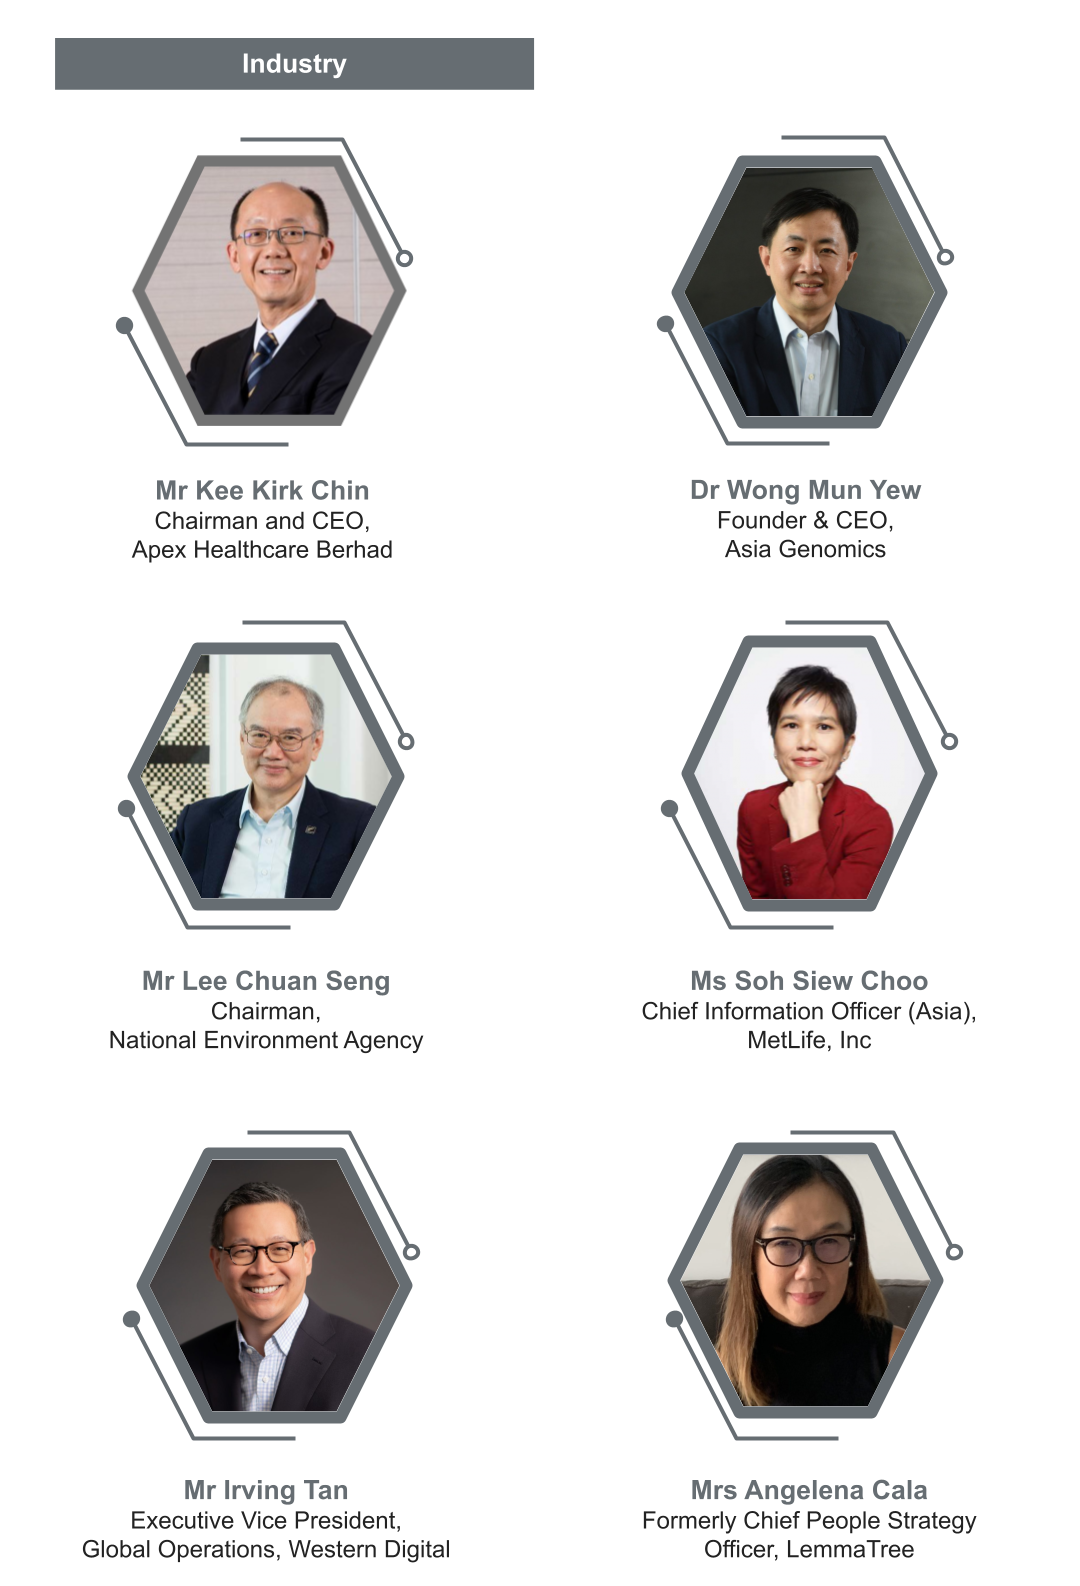 Industry
Mr Kee Kirk Chin
Chairman and CEO,
Apex Healthcare Berhad
Dr Wong Mun Yew
Founder & CEO,
Asia Genomics
Mr Lee Chuan Seng
Chairman,
National Environment Agency
Ms Soh Siew Choo
Chief Information Officer (Asia),
MetLife, Inc
Mr Irving Tan
Executive Vice President,
Global Operations, Western Digital
Mrs Angelena Cala
Formerly Chief People Strategy
Officer, LemmaTree